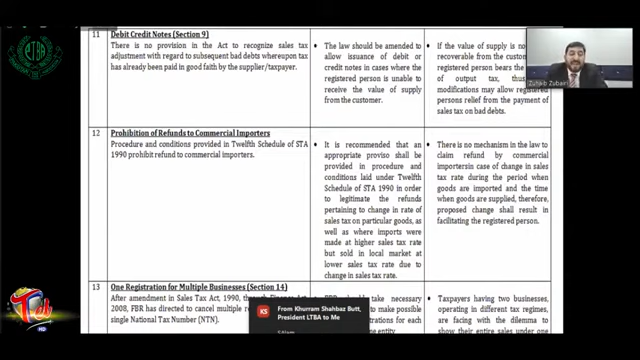 LTBA
11
Debit Credit Notes (Section 9)
There is no provision in the Act to recognize sales tax
adjustment with regard to subsequent bad debts whereupon tax
has already been paid in good faith by the supplier/taxpayer.
The law should be amended to
allow issuance of debit or
credit notes in cases where the
registered person is unable to
receive the value of supply
from the customer.
If the value of supply is no
recoverable from the custom
registered person bears the
of output tax, thus
modifications may allow registered
persons relief from the payment of
sales tax on bad debts.
Zuhaib Zubair
12
Prohibition of Refunds to Commercial Importers
Procedure and conditions provided in Twelfth Schedule of STA
1990 prohibit refund to commercial importers.
It is recommended that an
appropriate proviso shall be
provided in procedure and
conditions laid under Twelfth
Schedule of STA 1990 in order to
legitimate the refunds
pertaining to change in rate of
sales tax on particular goods, as
well as where imports were
made at higher sales tax rate
but sold in local market at
lower sales tax rate due to
change in sales tax rate.
There is no mechanism in the law to
claim refund by commercial
importersin case of change in sales
tax rate during the period when
goods are imported and the time
when goods are supplied, therefore,
proposed change shall result in
facilitating the registered person.
13
One Registration for Multiple Businesses (Section 14)
After amendment in Sales Tax Act, 1990, Finance Act
2008, FBR has directed to cancel multiple re
single National Tax Number (NTN).
take necessary
to make possible
trations for each
entity
Taxpayers having two businesses,
operating in different tax regimes,
are facing with the dilemma to
show their entire sales under one
KS
From Khurram Shahbaz Butt,
President LTBA to Me
HD